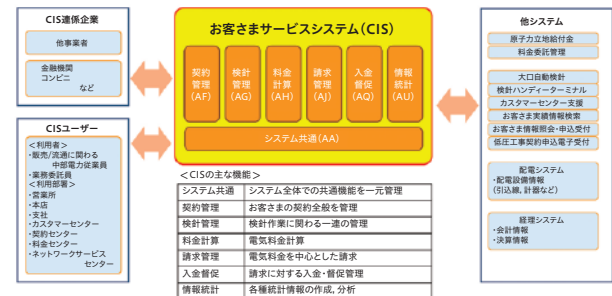 CIS連係企業
他事業者
金融機関
コンビニ
など
CISユーザー
＜利用者＞
・販売/流通に関わる
中部電力従業員
・業務委託員
＜利用部署＞
・営業所
・本店
・支社
・カスタマーセンター
・契約センター
・料金センター
・ネットワークサービス
センター
お客さまサービスシステム(CIS)
契約管理(AF)
検針管理(AG)
料金計算(AH)
請求管理(AJ)
入金督促(AQ)
情報統計(AU)
システム共通(AA)
＜CISの主な機能＞
システム共通 システム全体での共通機能を一元管理
契約管理 お客さまの契約全般を管理
検針管理 検針作業に関わる一連の管理
料金計算 電気料金計算
請求管理 電気料金を中心とした請求
入金督促 請求に対する入金・督促管理
情報統計 各種統計情報の作成, 分析
他システム
原子力立地給付金
料金委託管理
大口自動検針
検針ハンディーターミナル
カスタマーセンター支援
お客さま実績情報検索
お客さま情報照会・申込受付
低圧工事契約申込電子受付
配電システム
・配電設備情報
(引込線, 計器など)
経理システム
・会計情報
・決算情報